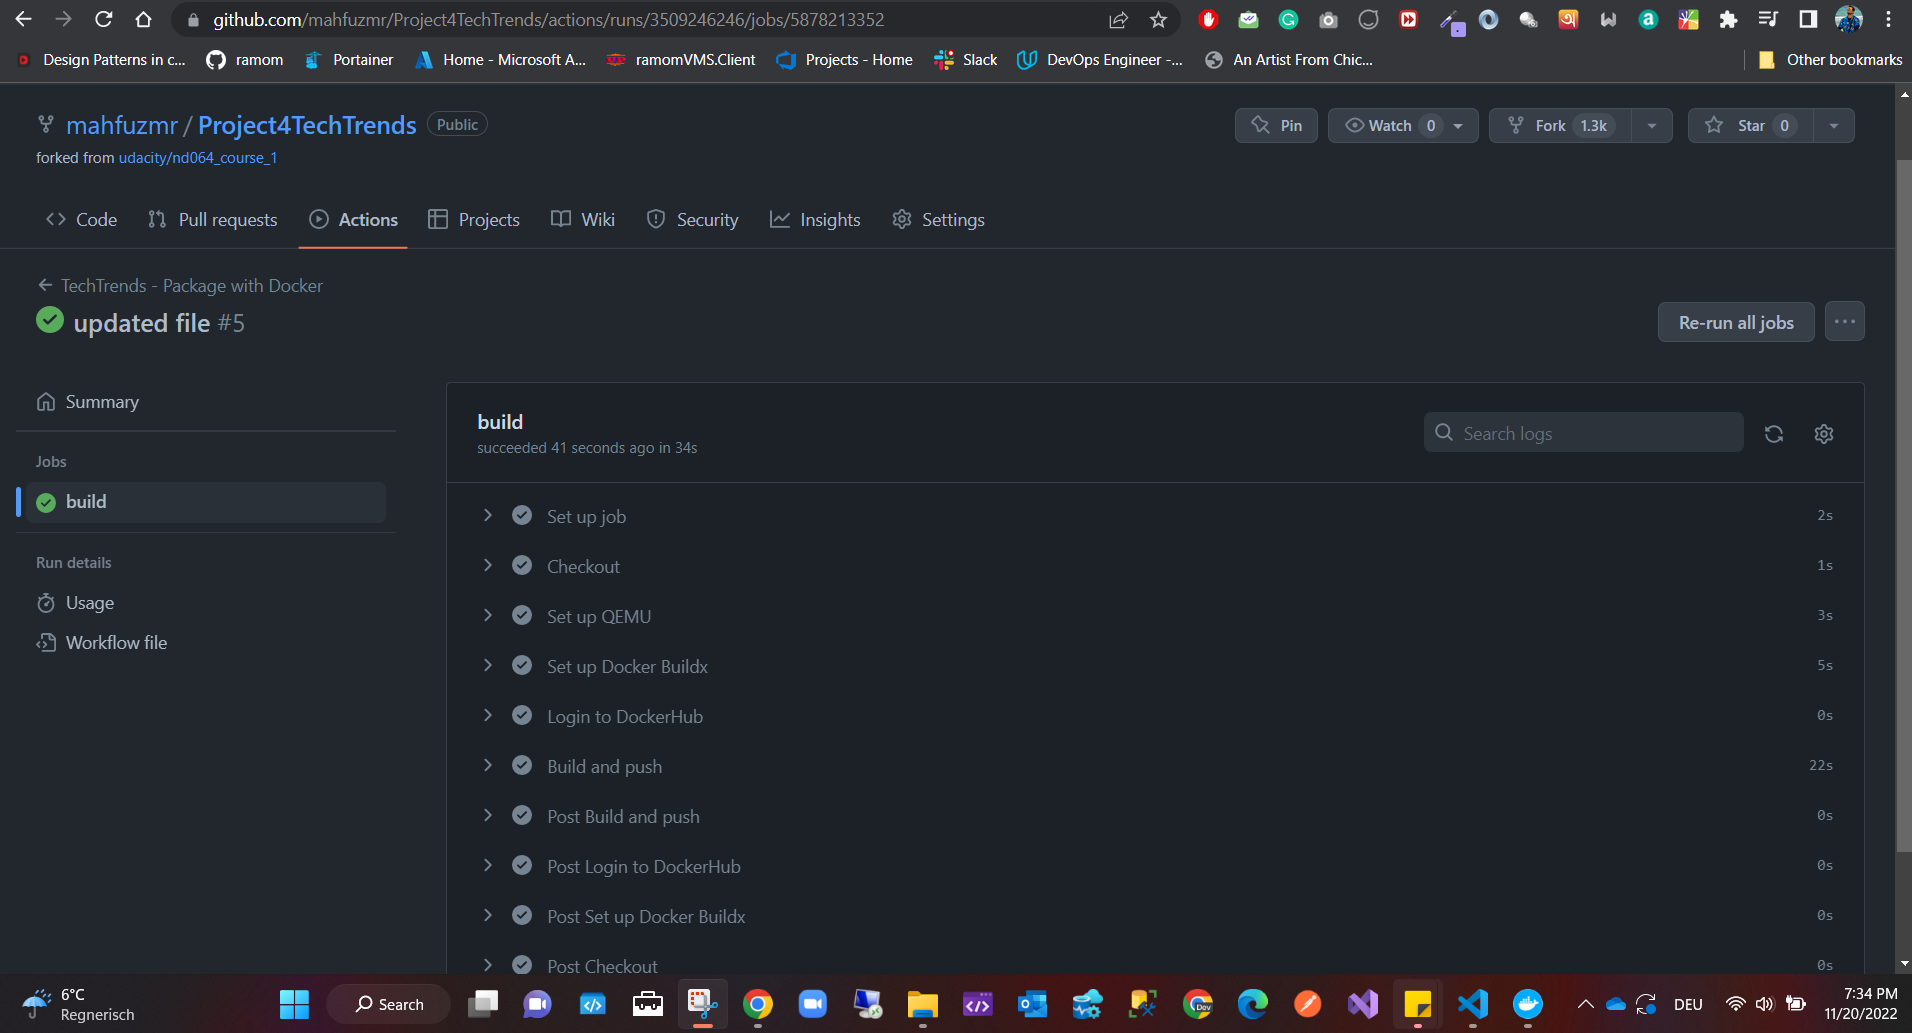 github.com/mahfuzmr/Project4TechTrends/actions/runs/3509246246/jobs/5878213352
Design Patterns in c... ramom Portainer Home - Microsoft A... ramomVMS.Client Projects - Home Slack DevOps Engineer -... An Artist From Chic... Other bookmarks
mahfuzmr / Project4TechTrends Public
Pin Watch 0 Fork 1.3k Star 0
forked from udacity/nd064_course_1
Code Pull requests Actions Projects Wiki Security Insights Settings
TechTrends - Package with Docker
updated file #5
Re-run all jobs
Summary
Jobs
build
Run details
Usage
Workflow file
build
succeeded 41 seconds ago in 34s
Search logs
Set up job 2s
Checkout 1s
Set up QEMU 3s
Set up Docker Buildx 5s
Login to DockerHub 0s
Build and push 22s
Post Build and push 0s
Post Login to DockerHub 0s
Post Set up Docker Buildx 0s
Post Checkout 0s
6°C
Regnerisch
Search
Dev
DEU
7:34 PM
11/20/2022